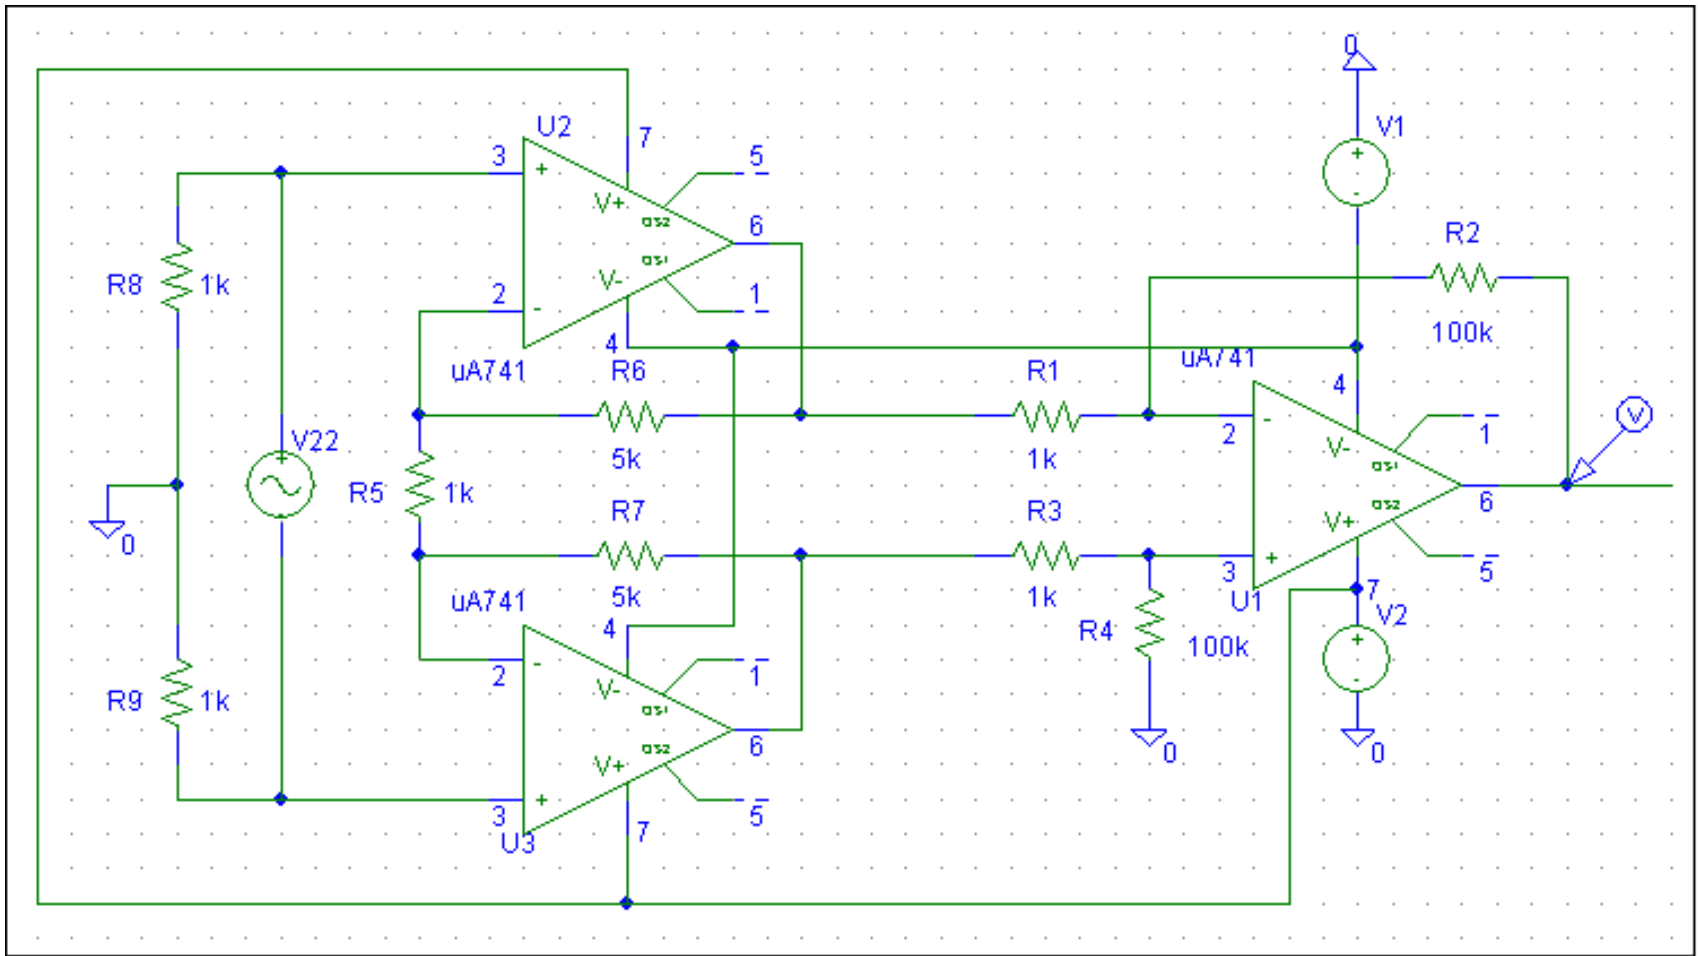 0
V1
U2
7
3
+
5
V+
OS2
6
R2
R8
1k
OS1
V-
2
-
1
100k
4
uA741
R6
R1
uA741
4
+
-
V22
+
5k
1k
2
-
V-
OS1
1
R5
1k
R7
R3
OS2
6
V+
V
0
uA741
5k
1k
3
+
5
7
U1
4
R4
V2
100k
2
-
1
V-
OS1
+
-
R9
1k
OS2
6
0
0
V+
3
+
5
U3
7